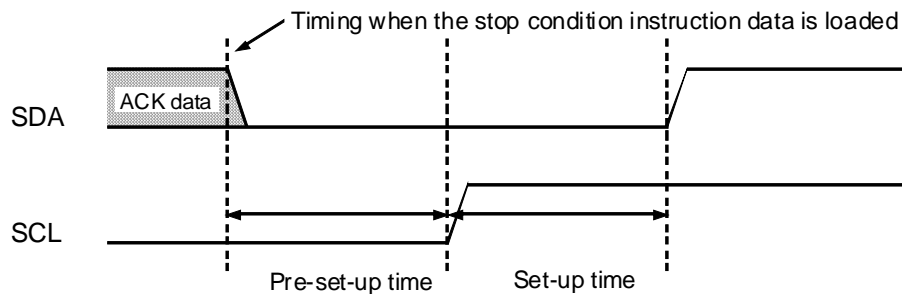 Timing when the stop condition instruction data is loaded
ACK data
SDA
SCL
Pre-set-up time
Set-up time